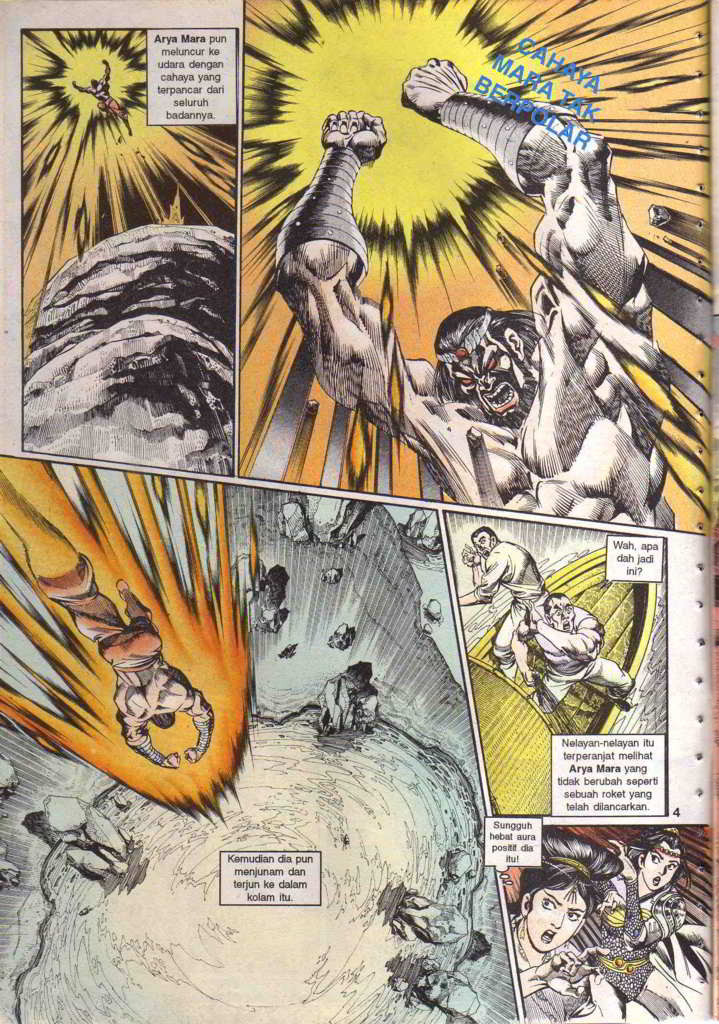 Arya Mara pun
meluncur ke
udara dengan
cahaya yang
terpancar dari
seluruh
badannya.
CAHAYA
MARA TAK
BERPOLAR
Wah, apa
dah jadi
ini?
Nelayan-nelayan itu
terperanjat melihat
Arya Mara yang
tidak berubah seperti
sebuah roket yang
telah dilancarkan.
4
Kemudian dia pun
menjunam dan
terjun ke dalam
kolam itu.
Sungguh
hebat aura
positif dia
itu!